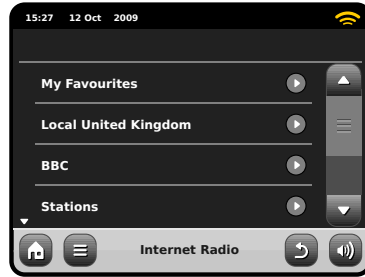 15:27 12 Oct 2009
My Favourites
Local United Kingdom
BBC
Stations
Internet Radio